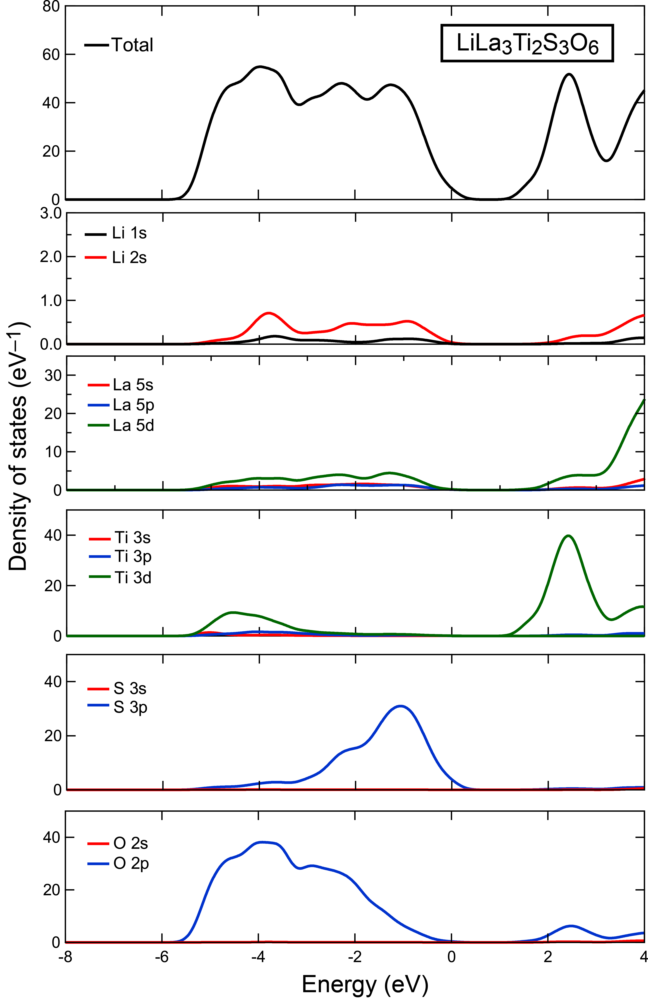 80
60
40
20
0
Total
LiLa₃Ti₂S₃O₆
3.0
2.0
1.0
0.0
Li 1s
Li 2s
30
20
10
0
La 5s
La 5p
La 5d
Density of states (eV–1)
40
20
0
Ti 3s
Ti 3p
Ti 3d
40
20
0
S 3s
S 3p
40
20
0
O 2s
O 2p
-8 -6 -4 -2 0 2 4
Energy (eV)